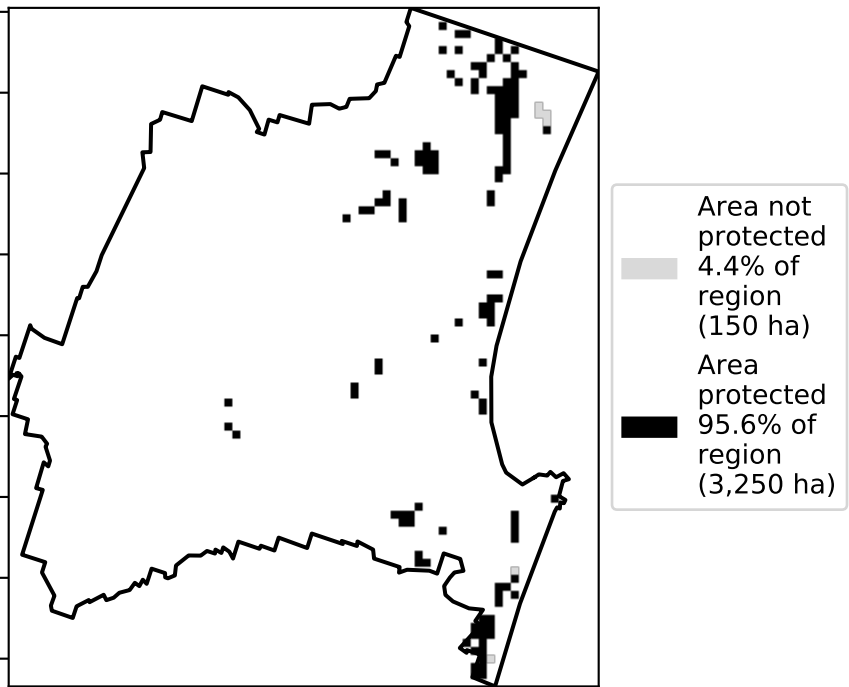 Area not
protected
4.4% of
region
(150 ha)
Area
protected
95.6% of
region
(3,250 ha)